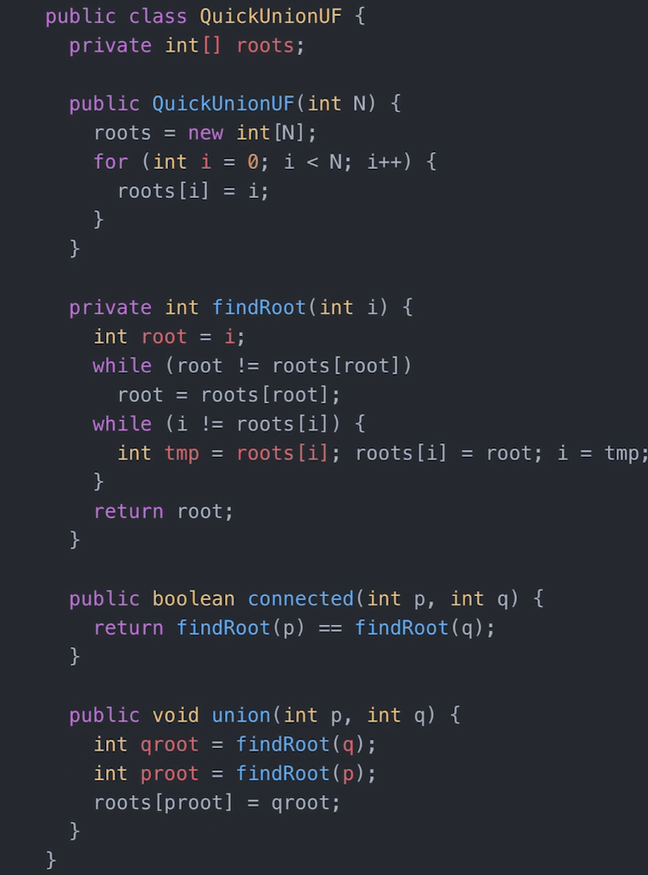 public class QuickUnionUF {
private int[] roots;
public QuickUnionUF(int N) {
roots = new int[N];
for (int i = 0; i < N; i++) {
roots[i] = i;
}
}
private int findRoot(int i) {
int root = i;
while (root != roots[root])
root = roots[root];
while (i != roots[i]) {
int tmp = roots[i]; roots[i] = root; i = tmp;
}
return root;
}
public boolean connected(int p, int q) {
return findRoot(p) == findRoot(q);
}
public void union(int p, int q) {
int qroot = findRoot(q);
int proot = findRoot(p);
roots[proot] = qroot;
}
}